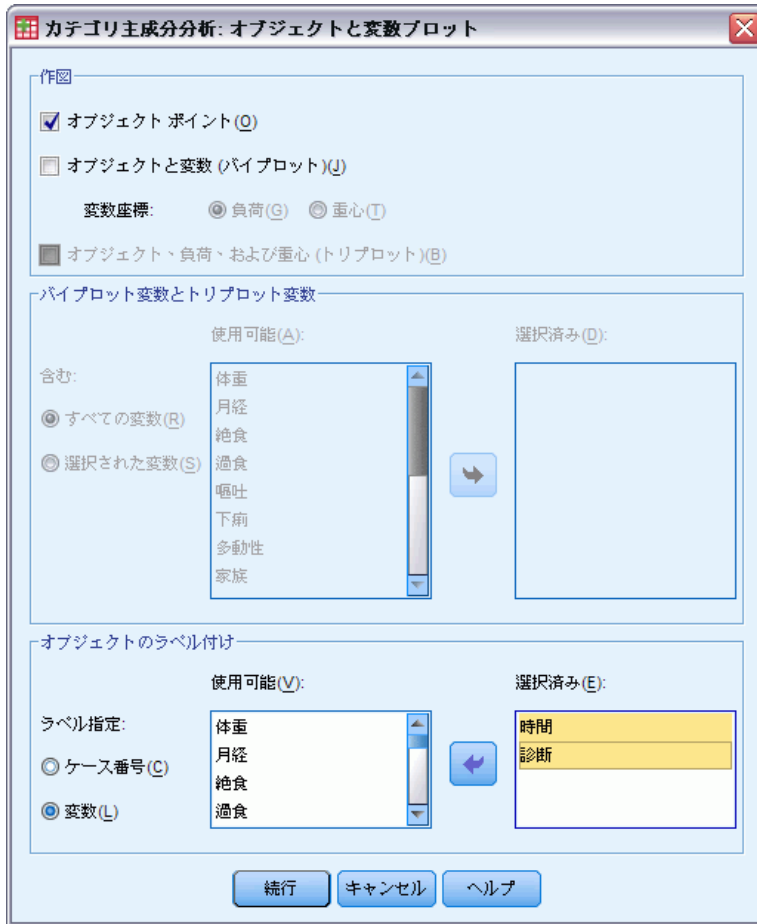 カテゴリ主成分分析: オブジェクトと変数プロット
作図
オブジェクト ポイント(O)
オブジェクトと変数 (バイプロット)(J)
変数座標: 負荷(G) 重心(T)
オブジェクト、負荷、および重心 (トリプロット)(B)
バイプロット変数とトリプロット変数
使用可能(A): 選択済み(D):
含む:
すべての変数(R)
選択された変数(S)
体重
月経
絶食
過食
嘔吐
下痢
多動性
家族
オブジェクトのラベル付け
使用可能(V): 選択済み(E):
ラベル指定:
ケース番号(C)
変数(L)
体重
月経
絶食
過食
時間
診断
続行 キャンセル ヘルプ